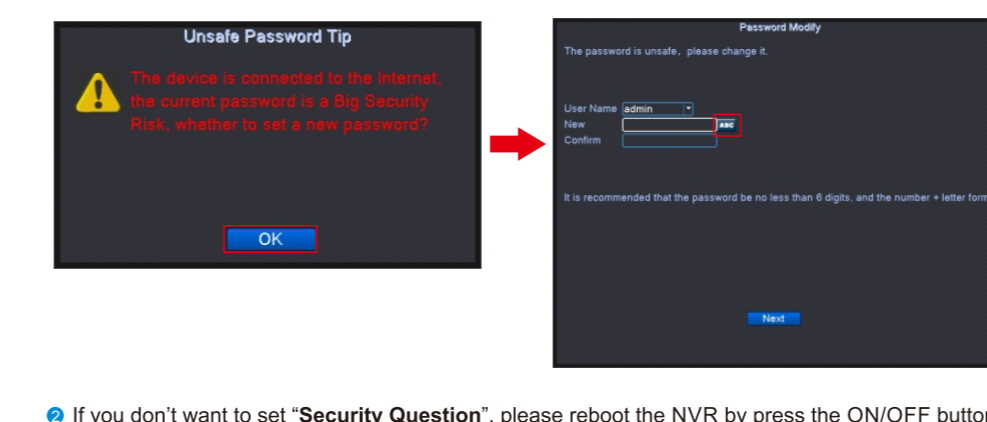 Unsafe Password Tip
The device is connected to the Internet,
the current password is a Big Security
Risk, whether to set a new password?
OK
Password Modify
The password is unsafe, please change it.
User Name admin
New ABC
Confirm
It is recommended that the password be no less than 6 digits, and the number + letter form
Next
2 If you don't want to set “Security Question”, please reboot the NVR by press the ON/OFF button